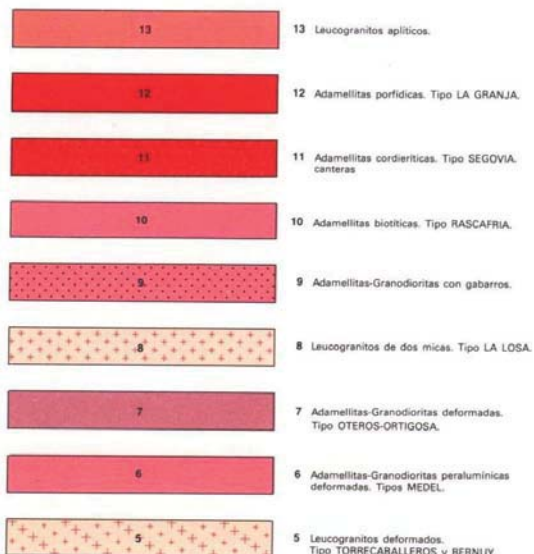 13 13 Leucogranitos aplíticos.
12 12 Adamellitas porfídicas. Tipo LA GRANJA.
11 11 Adamellitas cordieríticas. Tipo SEGOVIA.
canteras
10 10 Adamellitas biotíticas. Tipo RASCAFRIA.
9 9 Adamellitas-Granodioritas con gabarros.
8 8 Leucogranitos de dos micas. Tipo LA LOSA.
7 7 Adamellitas-Granodioritas deformadas.
Tipo OTEROS-ORTIGOSA.
6 6 Adamellitas-Granodioritas peralumínicas
deformadas. Tipos MEDEL.
5 5 Leucogranitos deformados.
Tipo TORRECABALLEROS y BERNUY